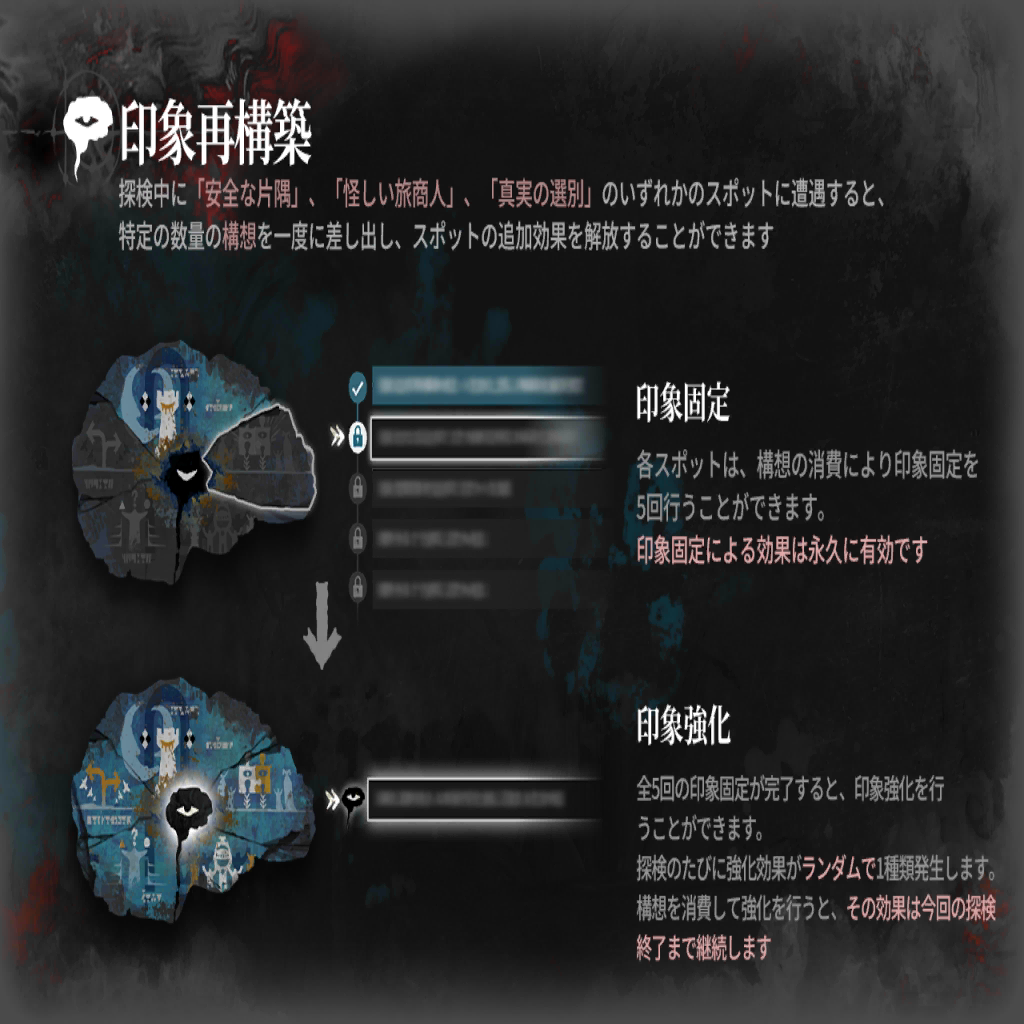 印象再構築
探検中に「安全な片隅」、「怪しい旅商人」、「真実の選別」のいずれかのスポットに遭遇すると、
特定の数量の構想を一度に差し出し、スポットの追加効果を解放することができます
印象固定
各スポットは、構想の消費により印象固定を
5回行うことができます。
印象固定による効果は永久に有効です
印象強化
全5回の印象固定が完了すると、印象強化を行
うことができます。
探検のたびに強化効果がランダムで1種類発生します。
構想を消費して強化を行うと、その効果は今回の探検
終了まで継続します